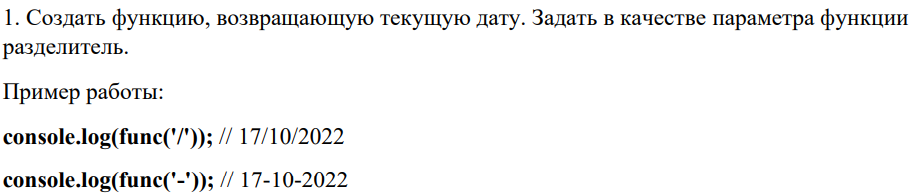 1. Создать функцию, возвращающую текущую дату. Задать в качестве параметра функции
разделитель.
Пример работы:
console.log(func('/')); // 17/10/2022
console.log(func('-')); // 17-10-2022